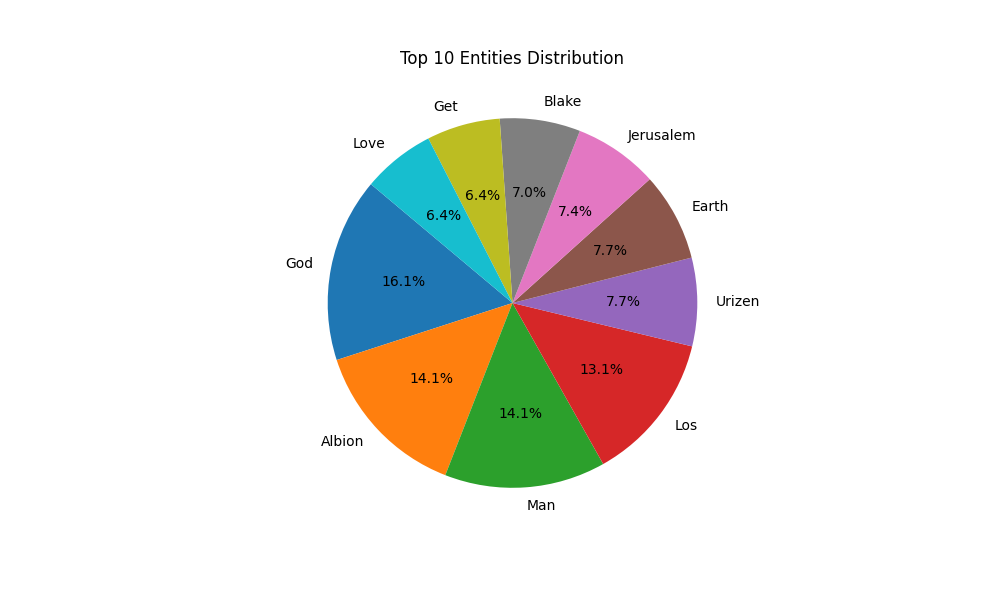 Top 10 Entities Distribution
Blake
Get
Jerusalem
Love
Earth
God
Urizen
Albion
Los
Man
7.0%
6.4%
7.4%
6.4%
7.7%
16.1%
7.7%
14.1%
13.1%
14.1%